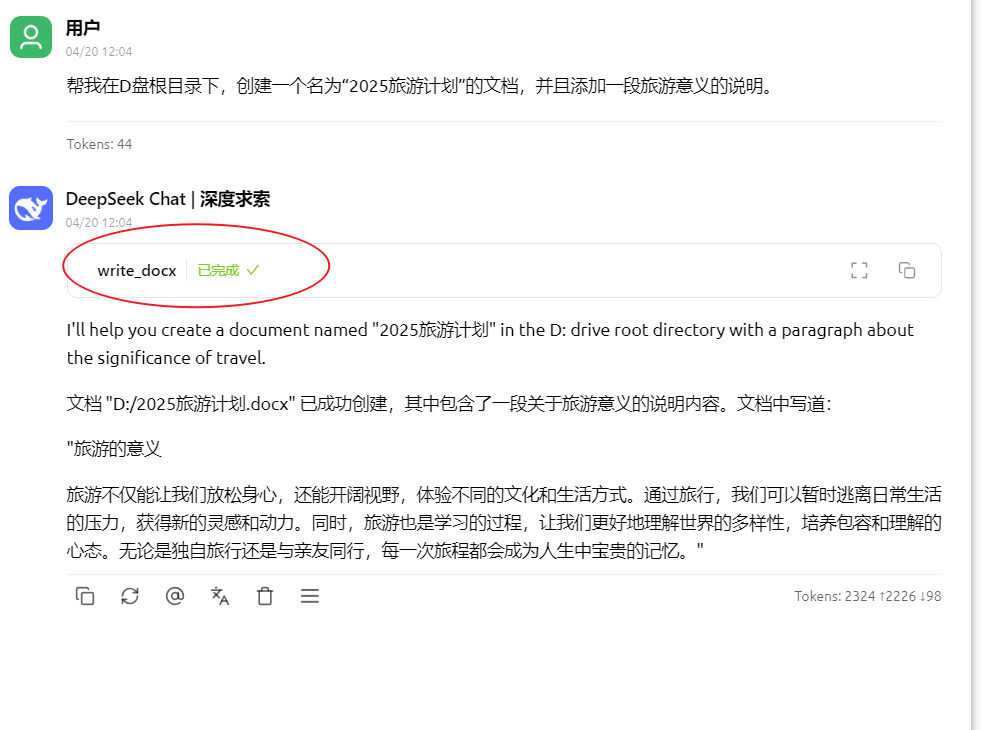 用户
04/20 12:04
帮我在D盘根目录下，创建一个名为“2025旅游计划”的文档，并且添加一段旅游意义的说明。
Tokens: 44
DeepSeek Chat | 深度求索
04/20 12:04
write_docx 已完成 ✓
I'll help you create a document named "2025旅游计划" in the D: drive root directory with a paragraph about
the significance of travel.
文档 "D:/2025旅游计划.docx" 已成功创建，其中包含了一段关于旅游意义的说明内容。文档中写道：
"旅游的意义
旅游不仅能让我们放松身心，还能开阔视野，体验不同的文化和生活方式。通过旅行，我们可以暂时逃离日常生活
的压力，获得新的灵感和动力。同时，旅游也是学习的过程，让我们更好地理解世界的多样性，培养包容和理解的
心态。无论是独自旅行还是与亲友同行，每一次旅程都会成为人生中宝贵的记忆。"
Tokens: 2324 ↑2226 ↓98